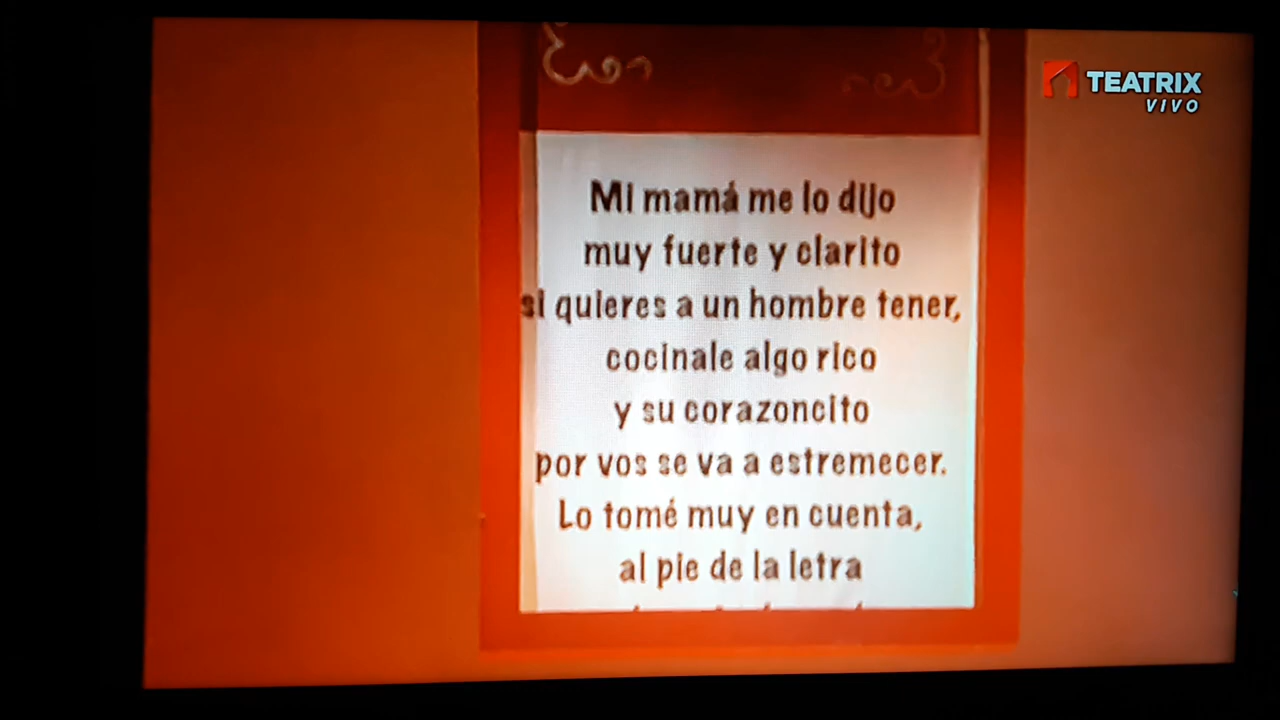 TEATRIX
VIVO
Mi mamá me lo dijo
muy fuerte y clarito
si quieres a un hombre tener,
cocinale algo rico
y su corazoncito
por vos se va a estremecer.
Lo tomé muy en cuenta,
al pie de la letra